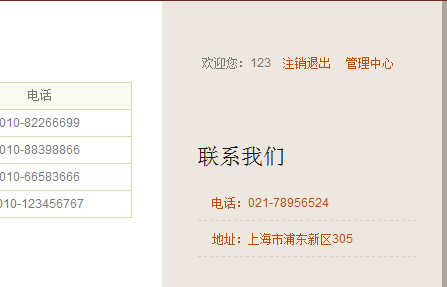 欢迎您：123 注销退出 管理中心
电话
010-82266699
010-88398866
010-66583666
010-123456767
联系我们
电话：021-78956524
地址：上海市浦东新区305